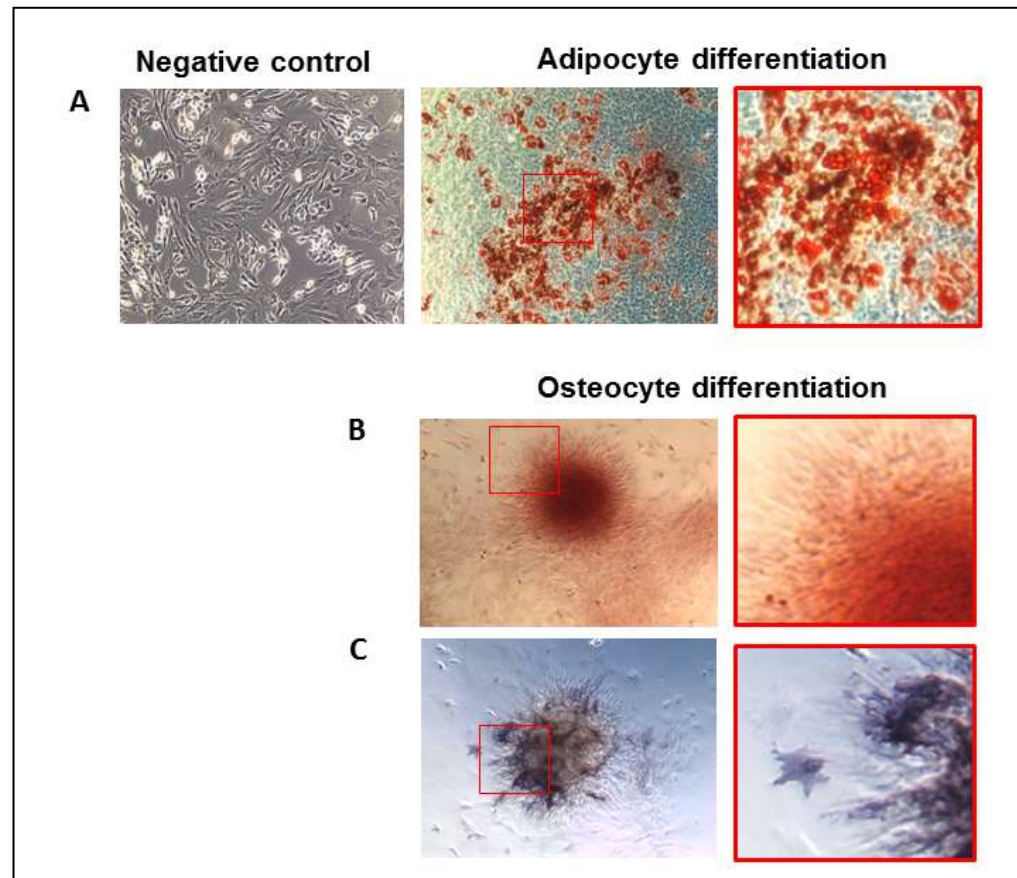 Negative control
Adipocyte differentiation
A
Osteocyte differentiation
B
C